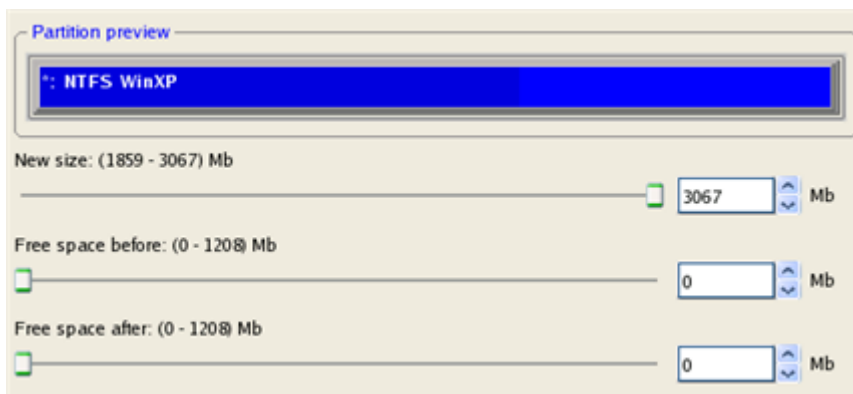 Partition preview
*: NTFS WinXP
New size: (1859 - 3067) Mb
3067 Mb
Free space before: (0 - 1208) Mb
0 Mb
Free space after: (0 - 1208) Mb
0 Mb